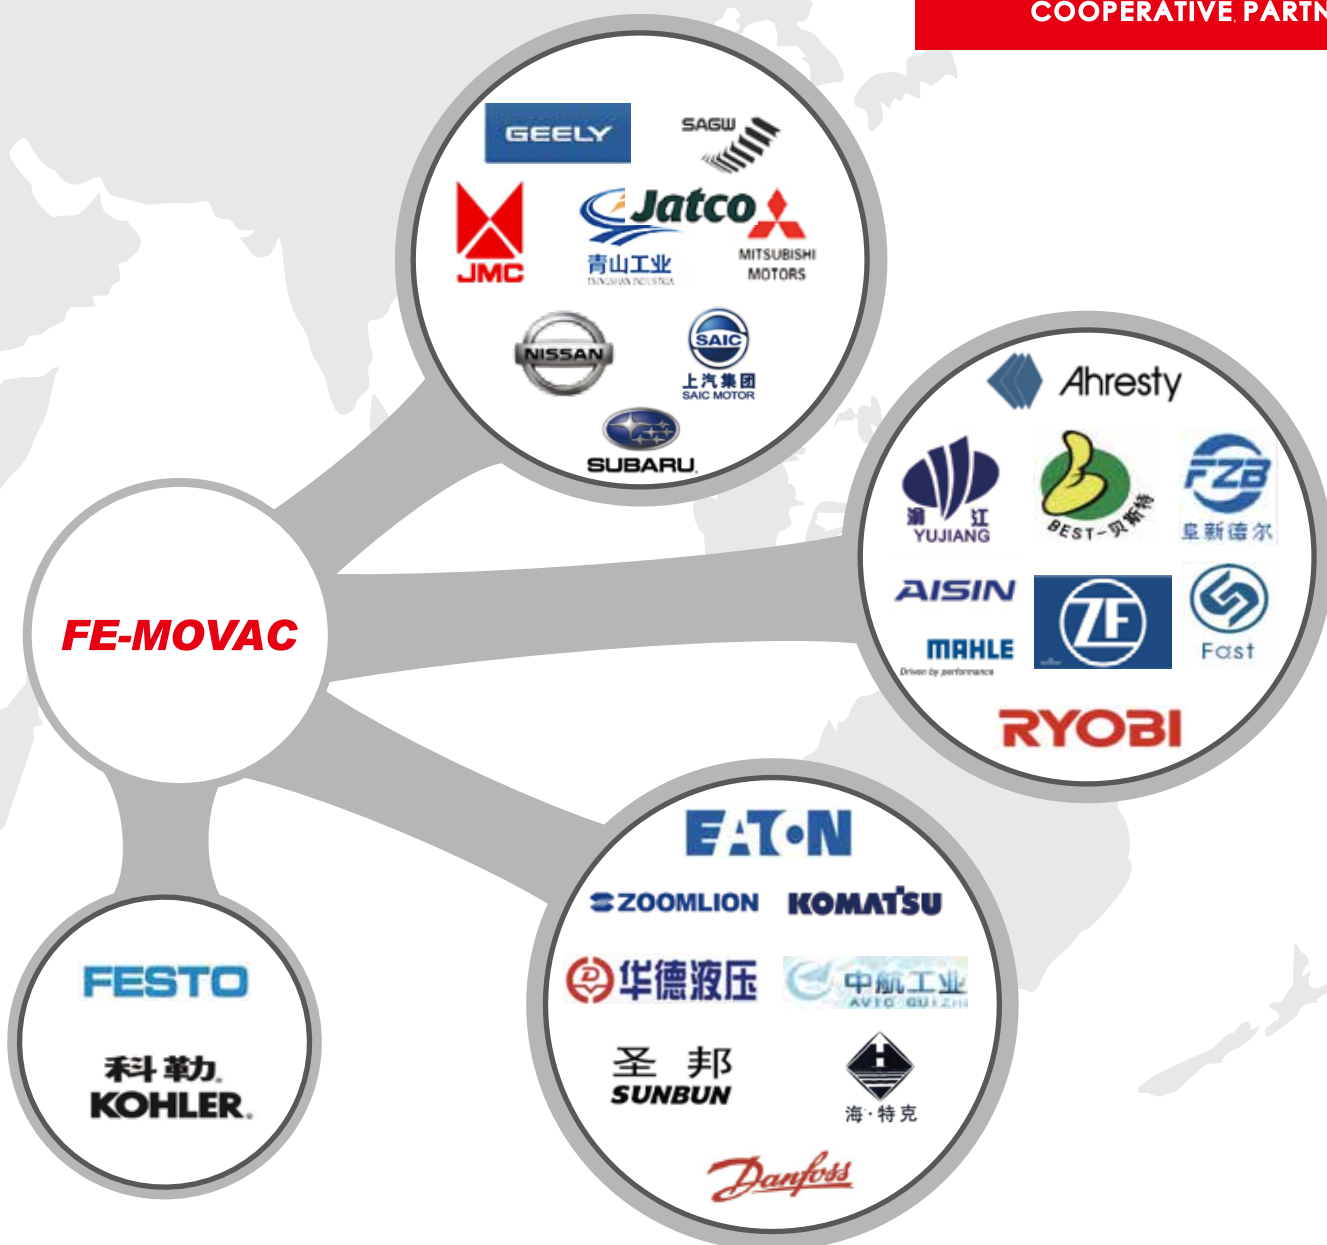 COOPERATIVE PARTN
GEELY
SAGW
JMC
Jatco
青山工业
TSINGSHAN INDUSTRIA
MITSUBISHI
MOTORS
NISSAN
SAIC
上汽集团
SAIC MOTOR
SUBARU
Ahresty
渝江
YUJIANG
BEST-贝斯特
FZB
阜新德尔
AISIN
ZF
Fast
MAHLE
Driven by performance
RYOBI
FE-MOVAC
EATON
ZOOMLION
KOMATSU
华德液压
中航工业
AVIC GUIZH
圣邦
SUNBUN
H
海·特克
Danfoss
FESTO
科勒
KOHLER